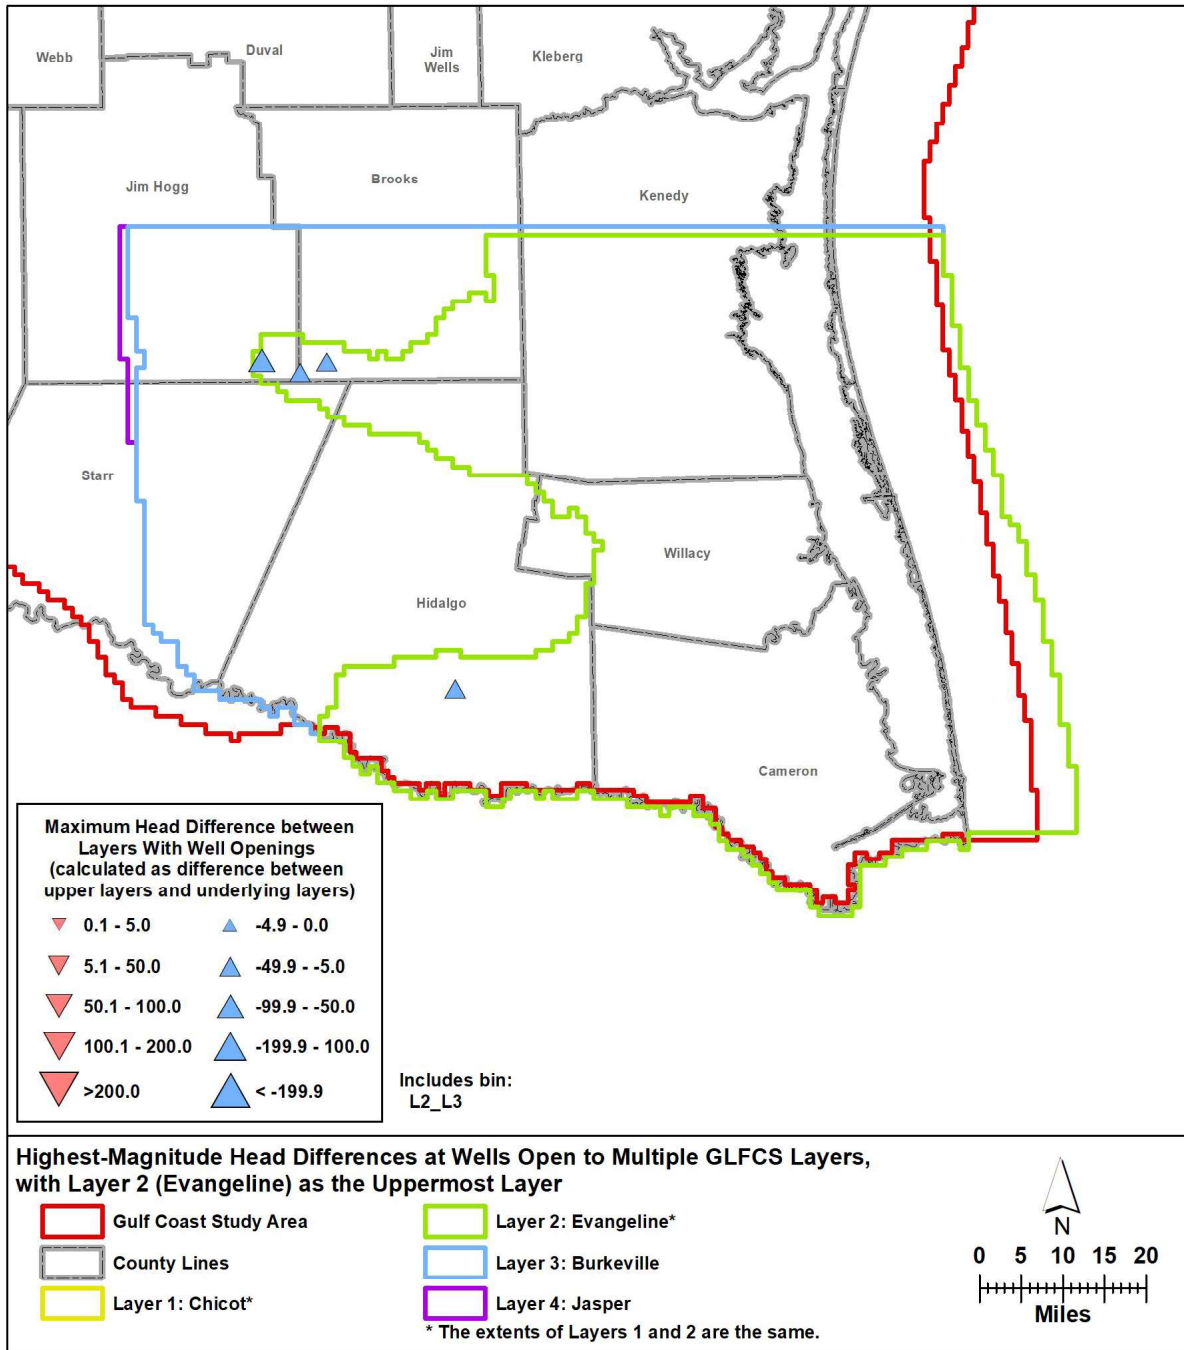 Webb
Duval
Jim
Wells
Kleberg
Jim Hogg
Brooks
Kenedy
Starr
Willacy
Hidalgo
Cameron
Maximum Head Difference between
Layers With Well Openings
(calculated as difference between
upper layers and underlying layers)
0.1 - 5.0
-4.9 - 0.0
5.1 - 50.0
-49.9 - -5.0
50.1 - 100.0
-99.9 - -50.0
100.1 - 200.0
-199.9 - 100.0
>200.0
< -199.9
Includes bin:
L2_L3
Highest-Magnitude Head Differences at Wells Open to Multiple GLFCS Layers,
with Layer 2 (Evangeline) as the Uppermost Layer
Gulf Coast Study Area
County Lines
Layer 1: Chicot*
Layer 2: Evangeline*
Layer 3: Burkeville
Layer 4: Jasper
* The extents of Layers 1 and 2 are the same.
N
0 5 10 15 20
Miles